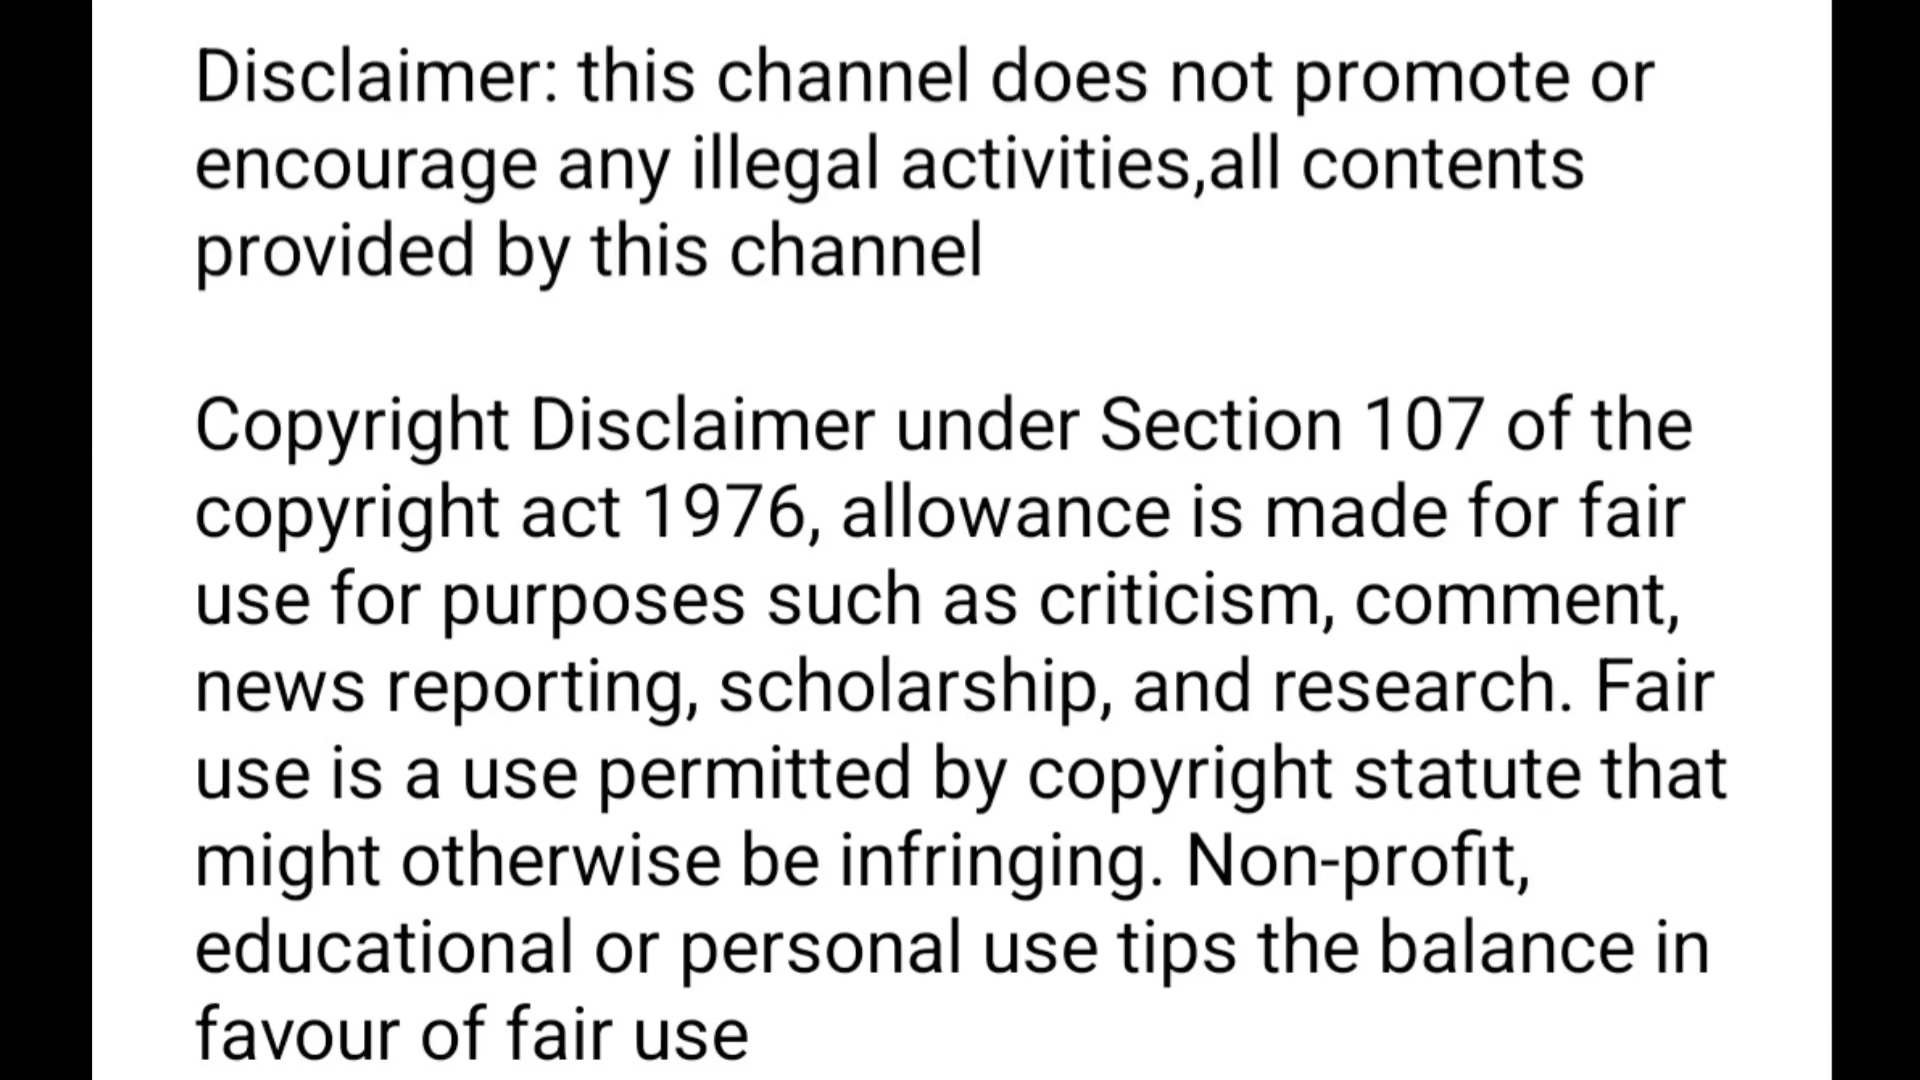 Disclaimer: this channel does not promote or
encourage any illegal activities,all contents
provided by this channel
Copyright Disclaimer under Section 107 of the
copyright act 1976, allowance is made for fair
use for purposes such as criticism, comment,
news reporting, scholarship, and research. Fair
use is a use permitted by copyright statute that
might otherwise be infringing. Non-profit,
educational or personal use tips the balance in
favour of fair use